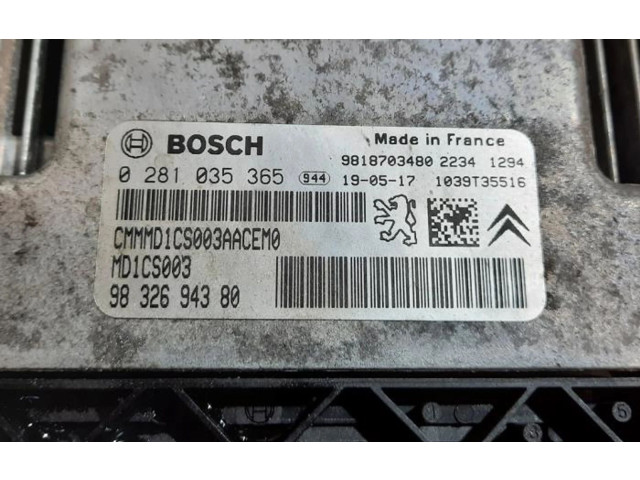 BOSCH
Made in France
0 281 035 365 944
9818703480 2234 1294
19-05-17 1039T35516
CMMMD1CS003AACEM0
MD1CS003
98 326 943 80